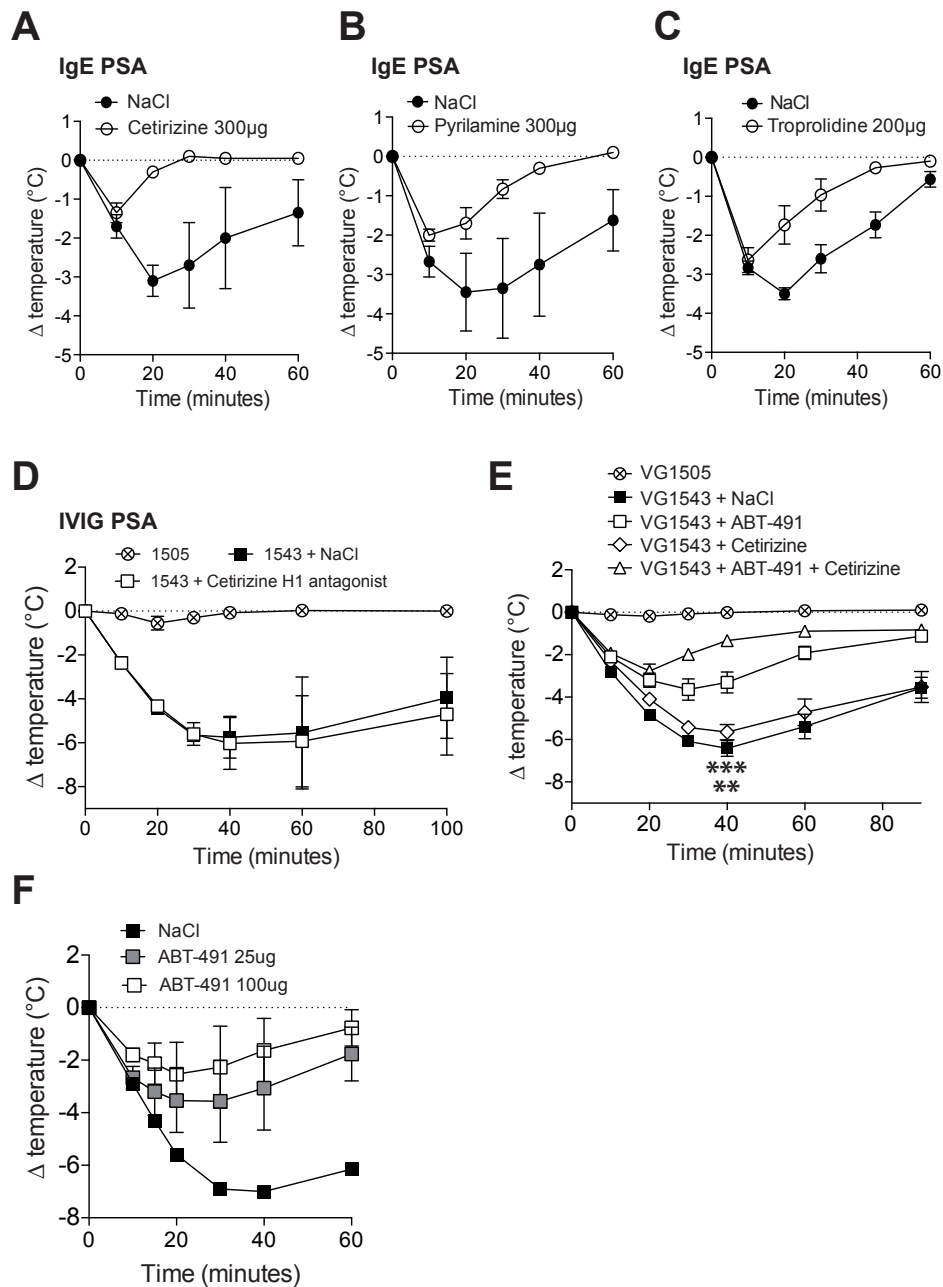 A
IgE PSA
NaCl
Cetirizine 300µg
1
0
-1
-2
-3
-4
-5
Δ temperature (°C)
0 20 40 60
Time (minutes)
B
IgE PSA
NaCl
Pyrilamine 300µg
1
0
-1
-2
-3
-4
-5
Δ temperature (°C)
0 20 40 60
Time (minutes)
C
IgE PSA
NaCl
Troprolidine 200µg
1
0
-1
-2
-3
-4
-5
Δ temperature (°C)
0 20 40 60
Time (minutes)
D
IVIG PSA
1505 1543 + NaCl
1543 + Cetirizine H1 antagonist
2
0
-2
-4
-6
-8
Δ temperature (°C)
0 20 40 60 80 100
Time (minutes)
E
VG1505
VG1543 + NaCl
VG1543 + ABT-491
VG1543 + Cetirizine
VG1543 + ABT-491 + Cetirizine
2
0
-2
-4
-6
-8
Δ temperature (°C)
***
**
0 20 40 60 80
Time (minutes)
F
NaCl
ABT-491 25ug
ABT-491 100ug
2
0
-2
-4
-6
-8
Δ temperature (°C)
0 20 40 60
Time (minutes)